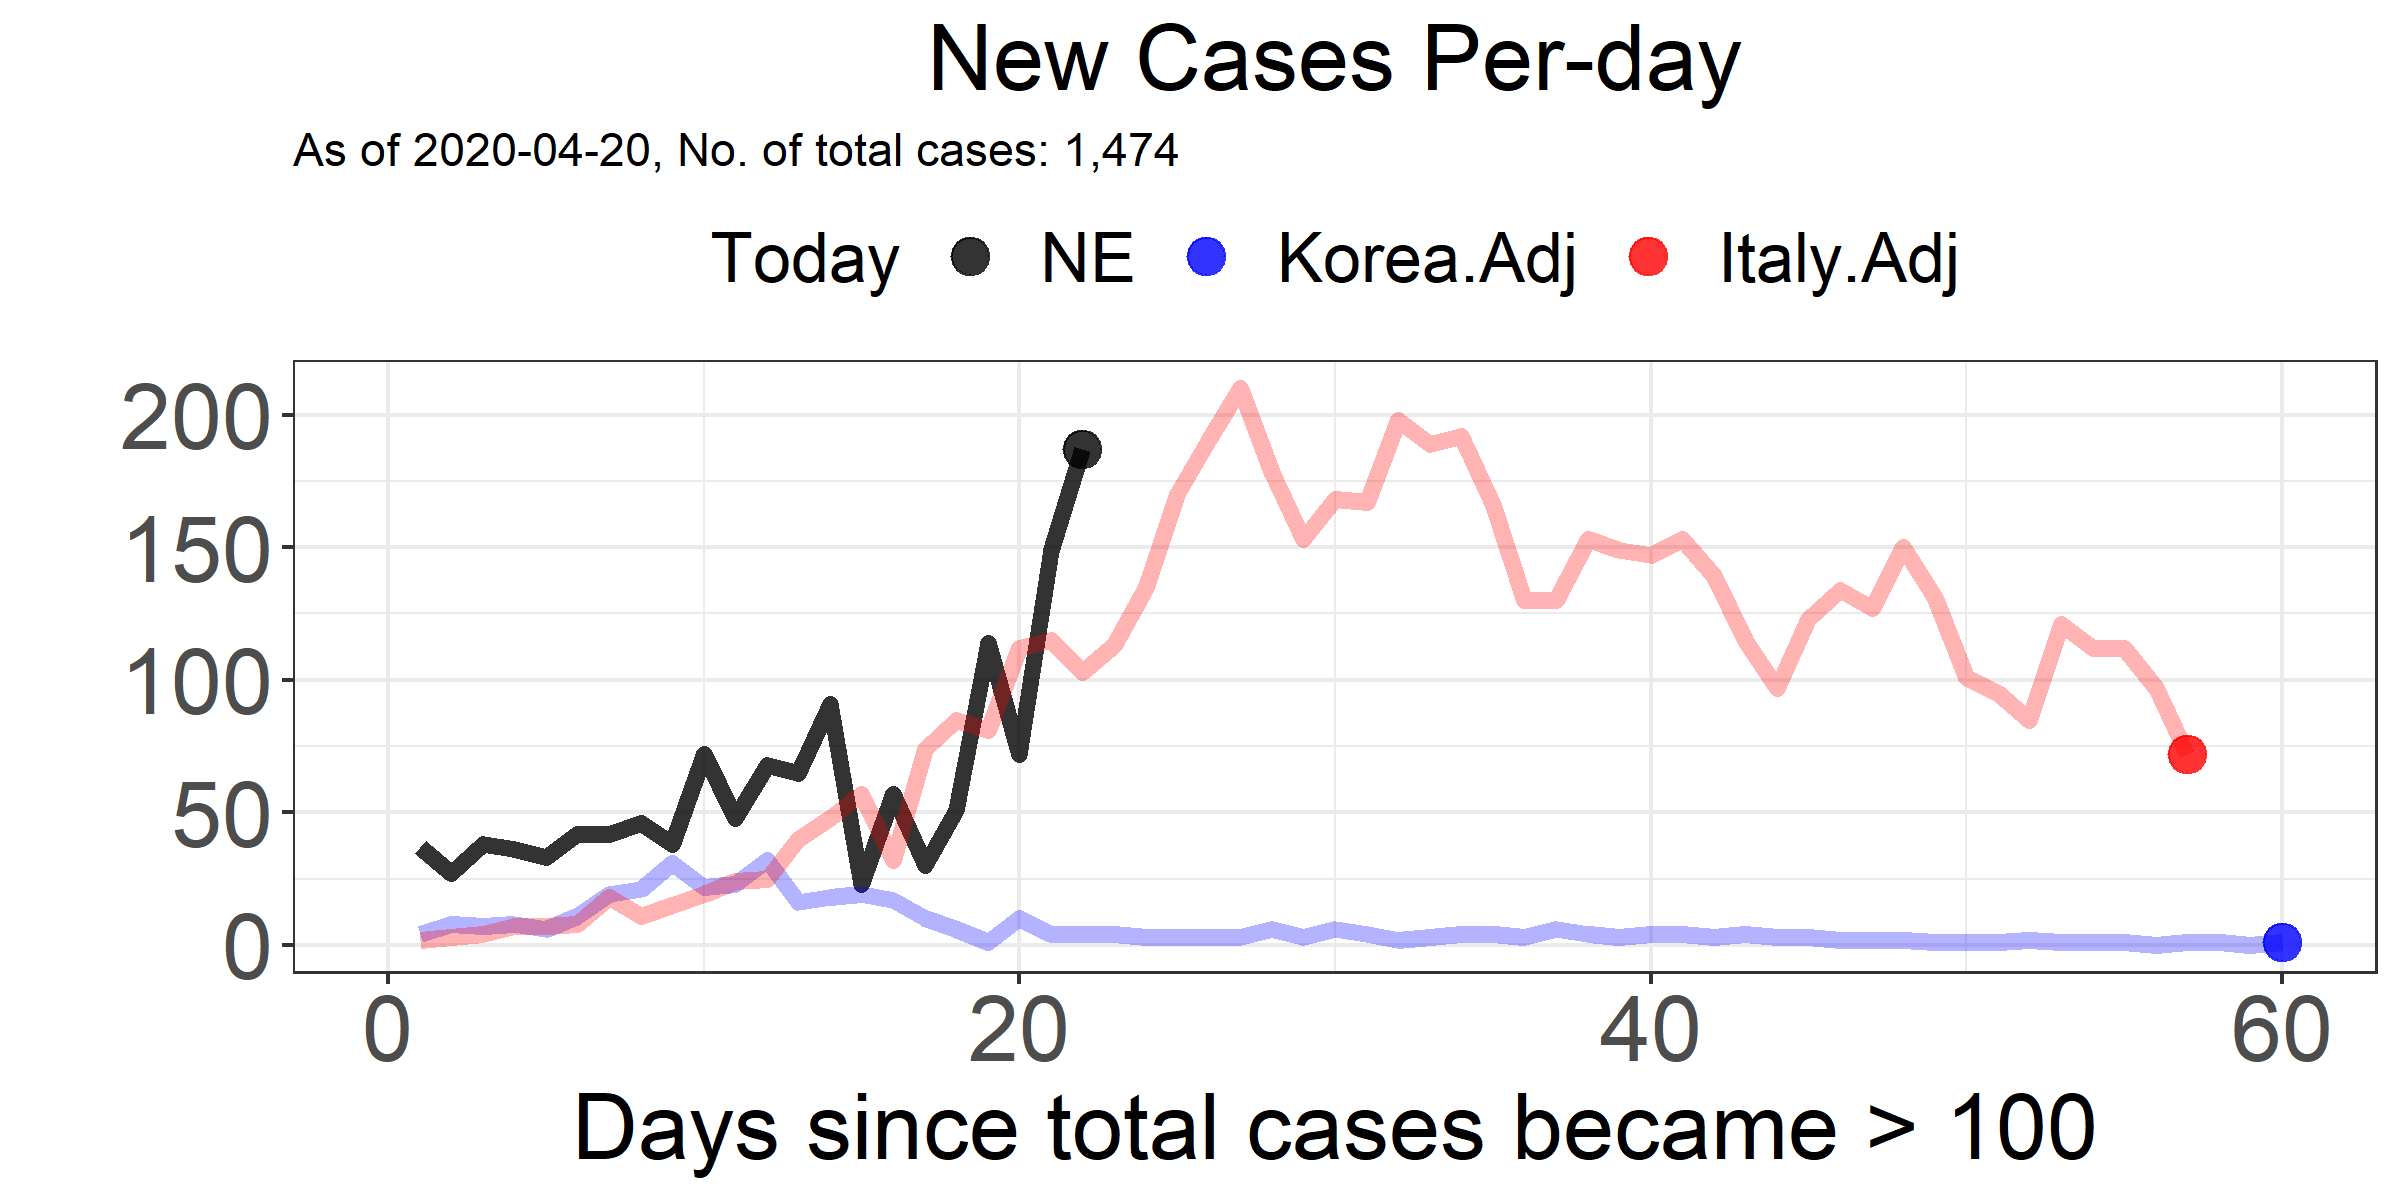 New Cases Per-day
As of 2020-04-20, No. of total cases: 1,474
Today NE Korea.Adj Italy.Adj
200
150
100
50
0
0 20 40 60
Days since total cases became > 100